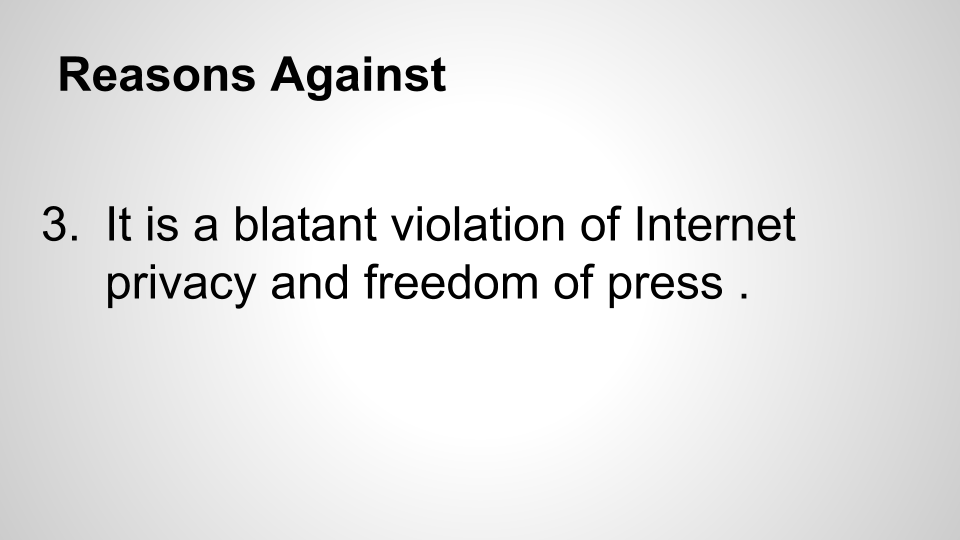 Reasons Against
3. It is a blatant violation of Internet
privacy and freedom of press .